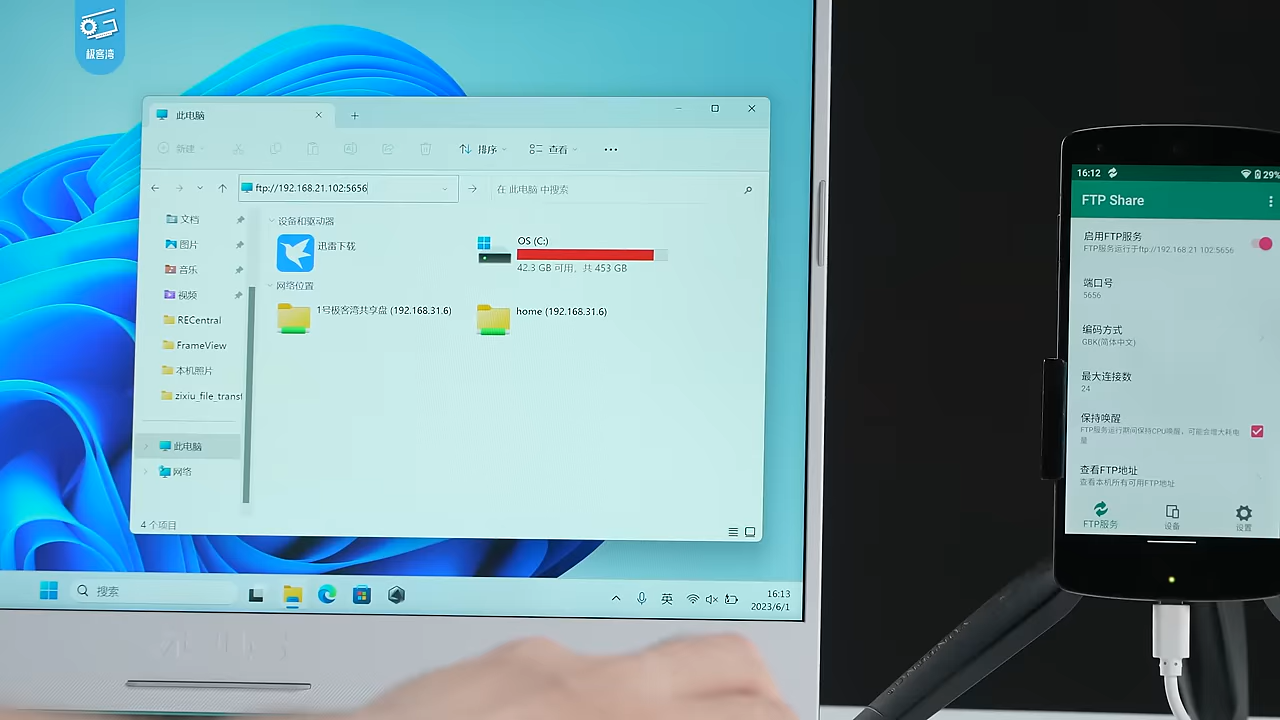 极客湾
此电脑
新建
排序
查看
ftp://192.168.21.102:5656
在 此电脑 中搜索
文档
图片
音乐
视频
RECentral
FrameView
本机照片
zixiu_file_transf
此电脑
网络
设备和驱动器
迅雷下载
OS (C:)
42.3 GB 可用，共 453 GB
网络位置
1号极客湾共享盘 (192.168.31.6)
home (192.168.31.6)
4 个项目
搜索
英
16:13
2023/6/1
16:12
29%
FTP Share
启用FTP服务
FTP服务运行于ftp://192.168.21.102:5656
端口号
5656
编码方式
GBK(简体中文)
最大连接数
24
保持唤醒
FTP服务运行期间保持CPU唤醒，可能会增大耗电
量
查看FTP地址
查看本机所有可用FTP地址
FTP服务
设备
设置